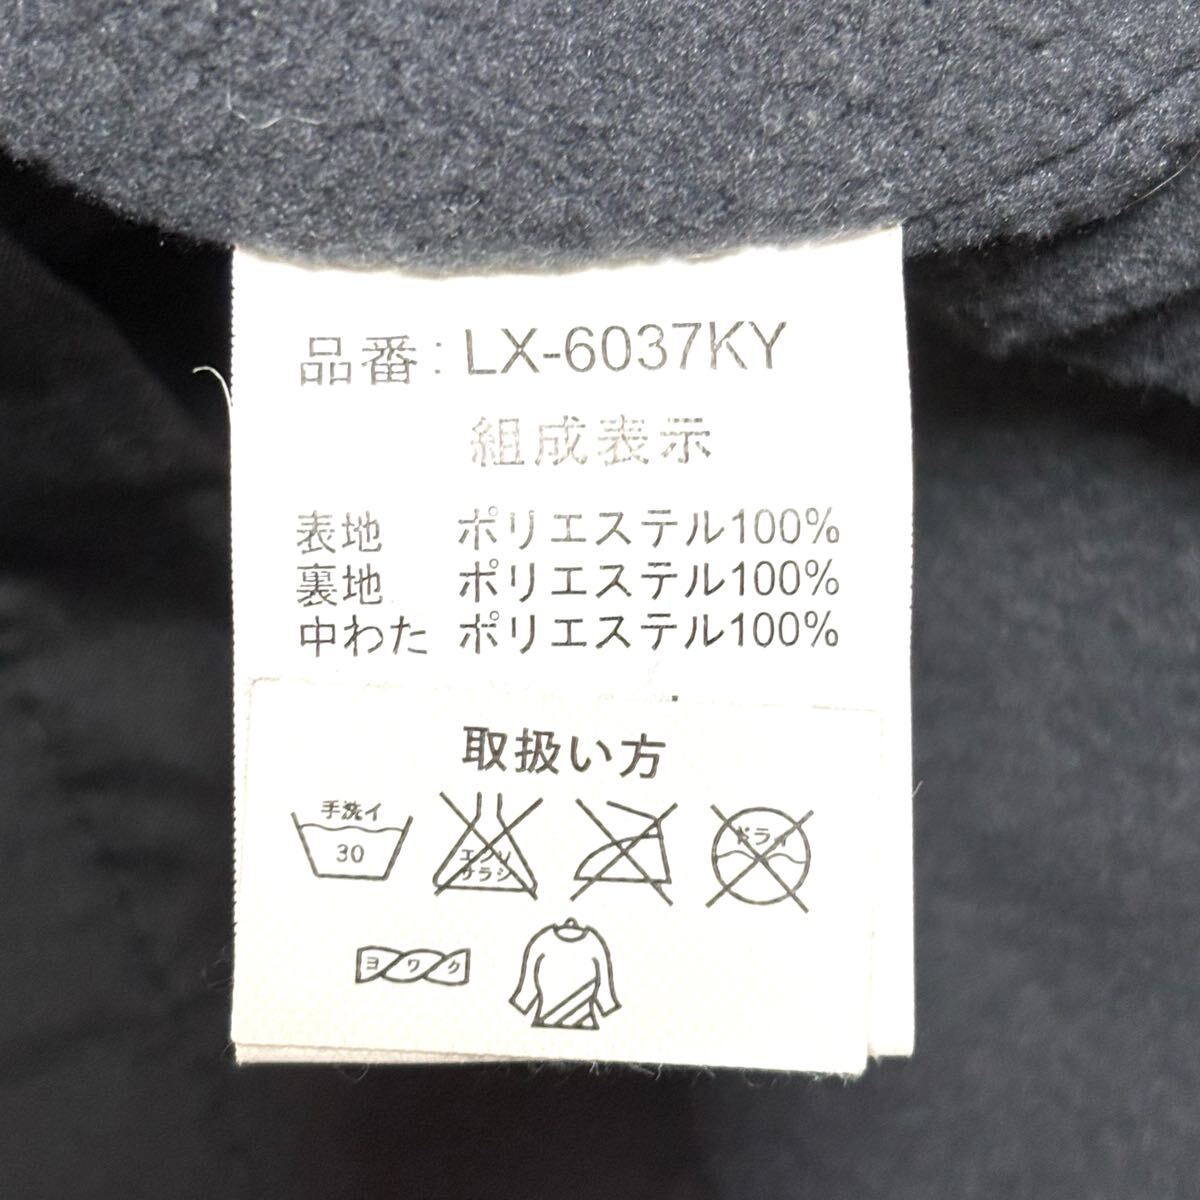 品番: LX-6037KY
組成表示
表地 ポリエステル100%
裏地 ポリエステル100%
中わた ポリエステル100%
取扱い方
手洗イ
30
エンソ
サラシ
ドライ
ヨワク